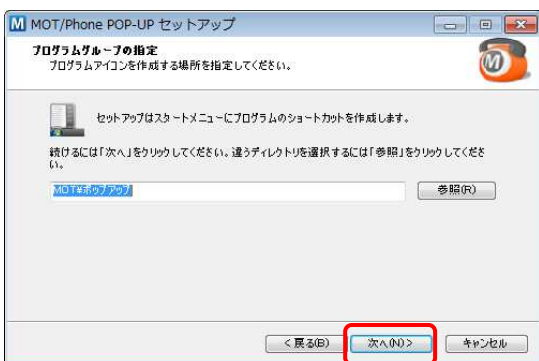 M MOT/Phone POP-UP セットアップ
プログラムグループの指定
プログラムアイコンを作成する場所を指定してください。
M
セットアップはスタートメニューにプログラムのショートカットを作成します。
続けるには「次へ」をクリックしてください。違うディレクトリを選択するには「参照」をクリックしてくださ
い。
MOT¥ポップアップ
参照(R)
< 戻る(B)
次へ(N) >
キャンセル